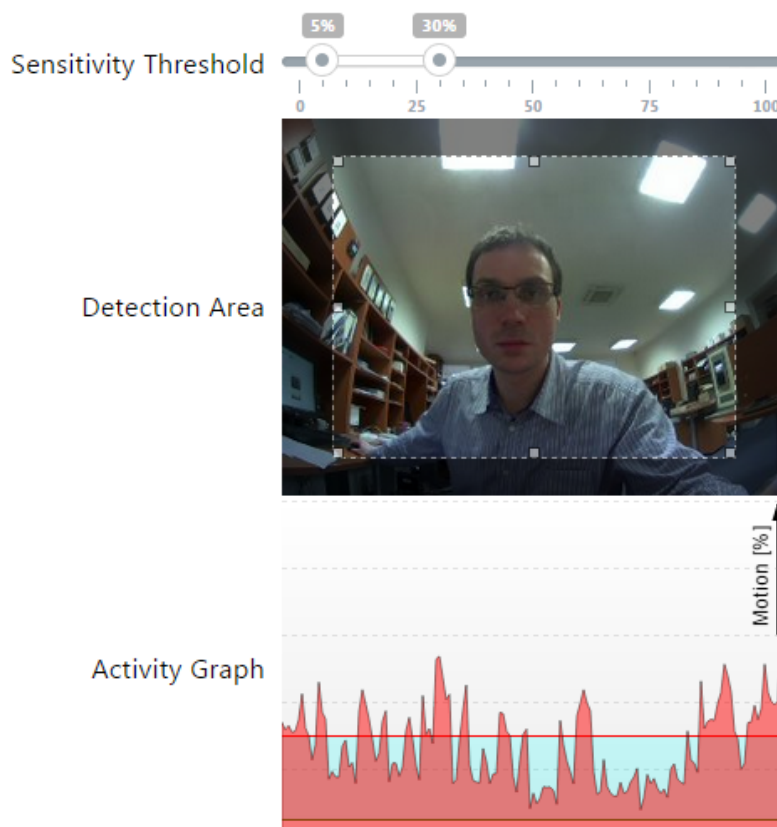 5% 30%
Sensitivity Threshold
0 25 50 75 100
Detection Area
Motion [%]
Activity Graph